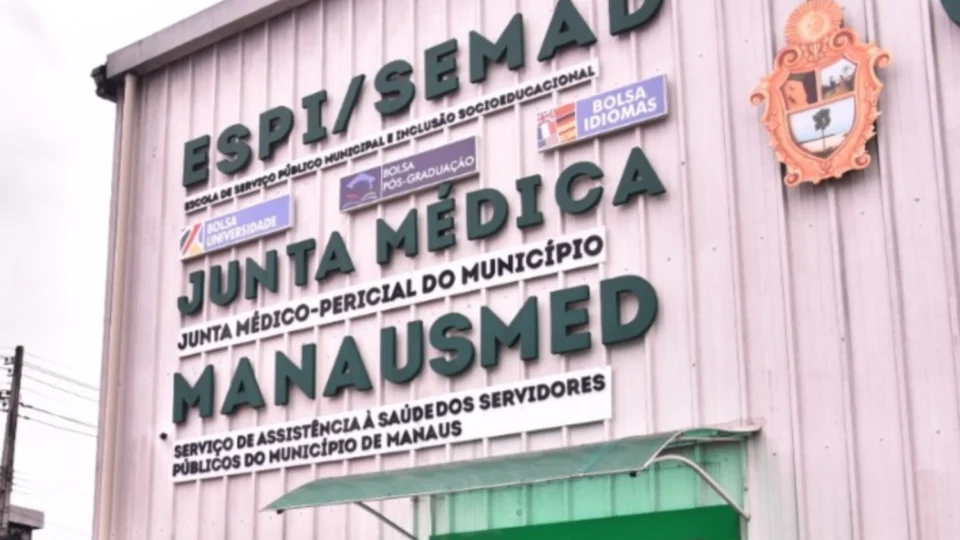 ESPI/SEMAD
ESCOLA DE SERVIÇO PÚBLICO MUNICIPAL E INCLUSÃO SOCIOEDUCACIONAL
BOLSA
UNIVERSIDADE
BOLSA
PÓS-GRADUAÇÃO
BOLSA
IDIOMAS
JUNTA MÉDICA
JUNTA MÉDICO-PERICIAL DO MUNICÍPIO
MANAUSMED
SERVIÇO DE ASSISTÊNCIA À SAÚDE DOS SERVIDORES
PÚBLICOS DO MUNICÍPIO DE MANAUS